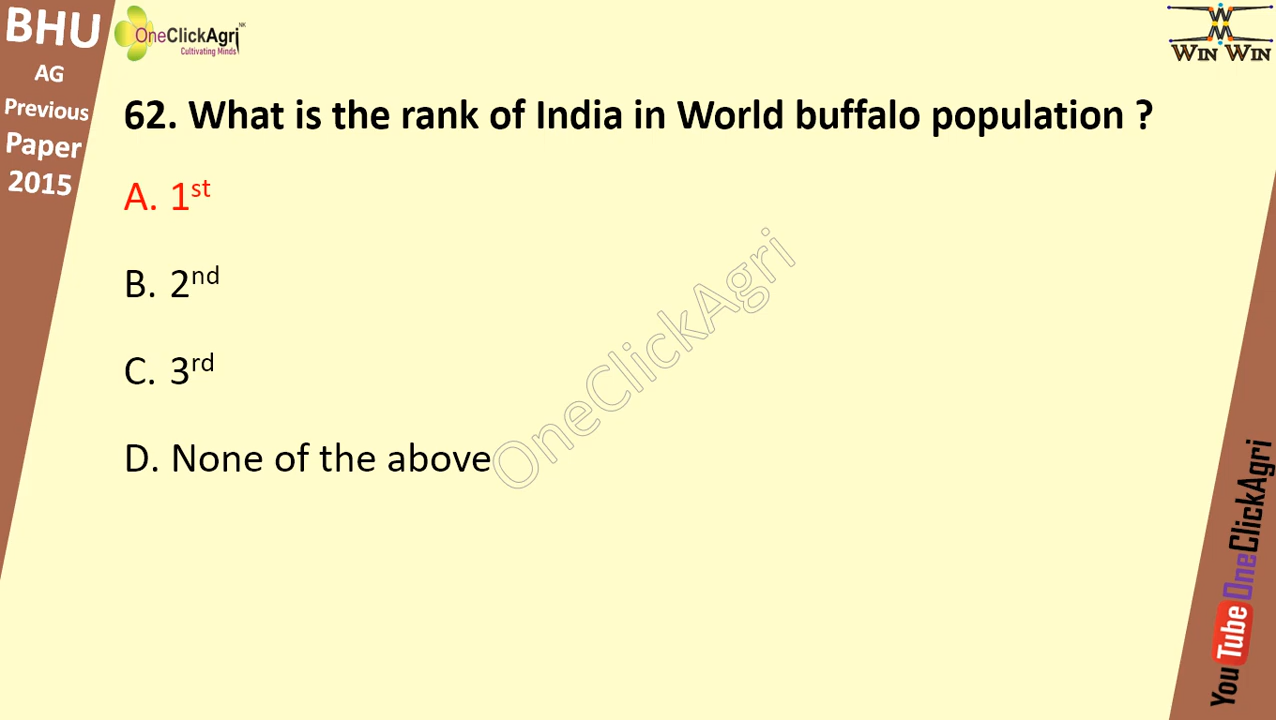 BHU
AG
Previous
Paper
2015
OneClickAgri NK
Cultivating Minds
WIN WIN
62. What is the rank of India in World buffalo population ?
A. 1st
B. 2nd
C. 3rd
D. None of the above
OneClickAgri
YouTube OneClickAgri